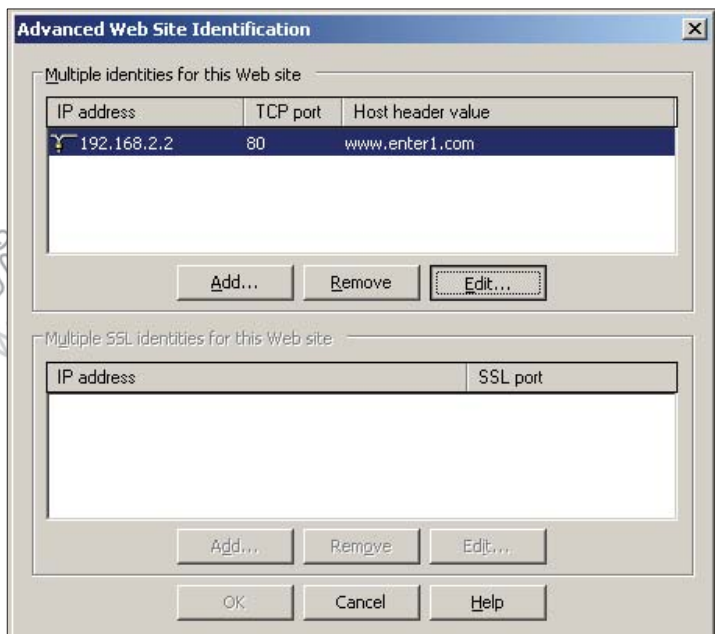 Advanced Web Site Identification
Multiple identities for this Web site
IP address TCP port Host header value
192.168.2.2 80 www.enter1.com
Add... Remove Edit...
Multiple SSL identities for this Web site
IP address SSL port
Add... Remove Edit...
OK Cancel Help